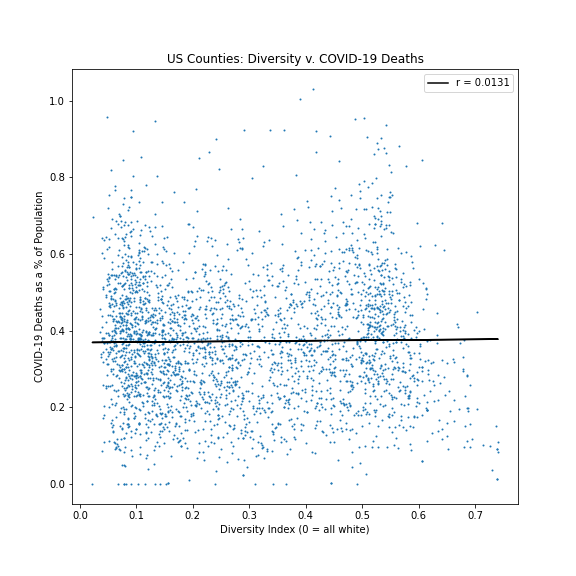 US Counties: Diversity v. COVID-19 Deaths
r = 0.0131
COVID-19 Deaths as a % of Population
1.0
0.8
0.6
0.4
0.2
0.0
0.0 0.1 0.2 0.3 0.4 0.5 0.6 0.7
Diversity Index (0 = all white)